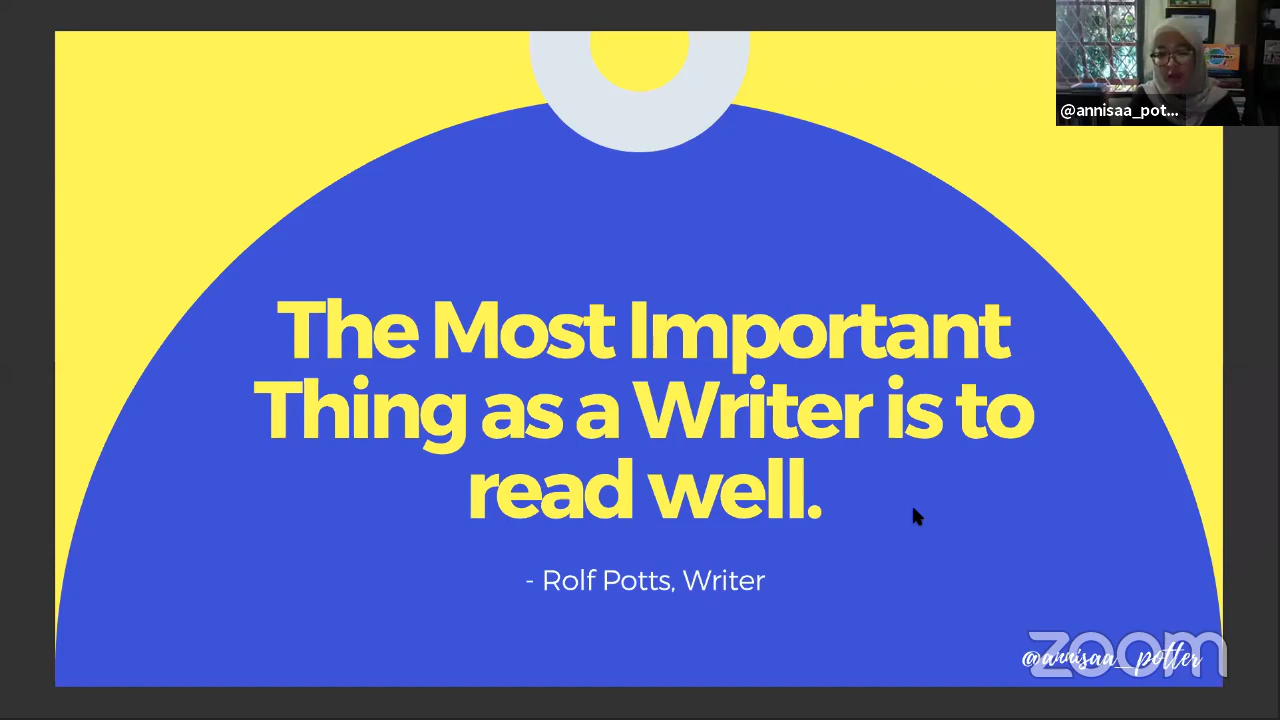 @annisaa_pot...
The Most Important
Thing as a Writer is to
read well.
- Rolf Potts, Writer
zoom
@annisaa_potter